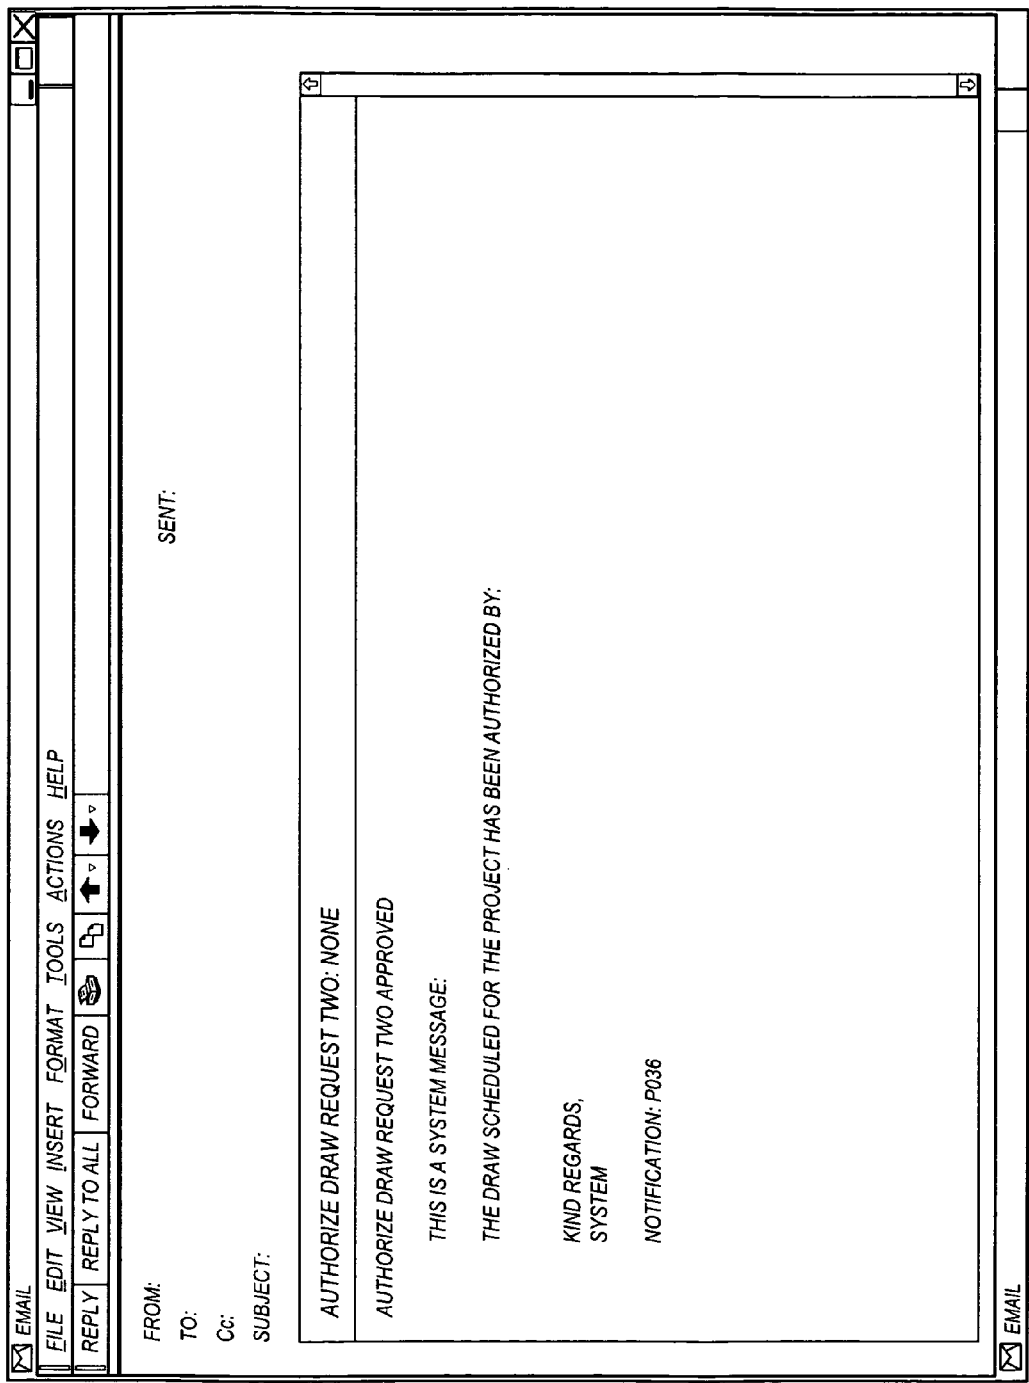 EMAIL
FILE EDIT VIEW INSERT FORMAT TOOLS ACTIONS HELP
REPLY REPLY TO ALL FORWARD
FROM:
SENT:
TO:
Cc:
SUBJECT:
AUTHORIZE DRAW REQUEST TWO: NONE
AUTHORIZE DRAW REQUEST TWO APPROVED
THIS IS A SYSTEM MESSAGE:
THE DRAW SCHEDULED FOR THE PROJECT HAS BEEN AUTHORIZED BY:
KIND REGARDS,
SYSTEM
NOTIFICATION: P036
EMAIL